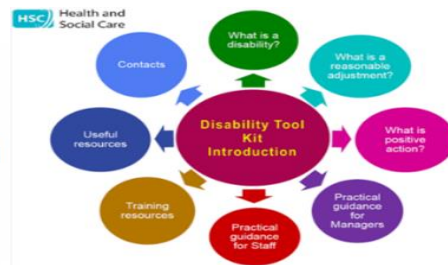 HSC
Health and
Social Care
What is a
disability?
What is a
reasonable
adjustment?
What is
positive
action?
Practical
guidance
for
Managers
Practical
guidance
for Staff
Training
resources
Useful
resources
Contacts
Disability Tool
Kit
Introduction